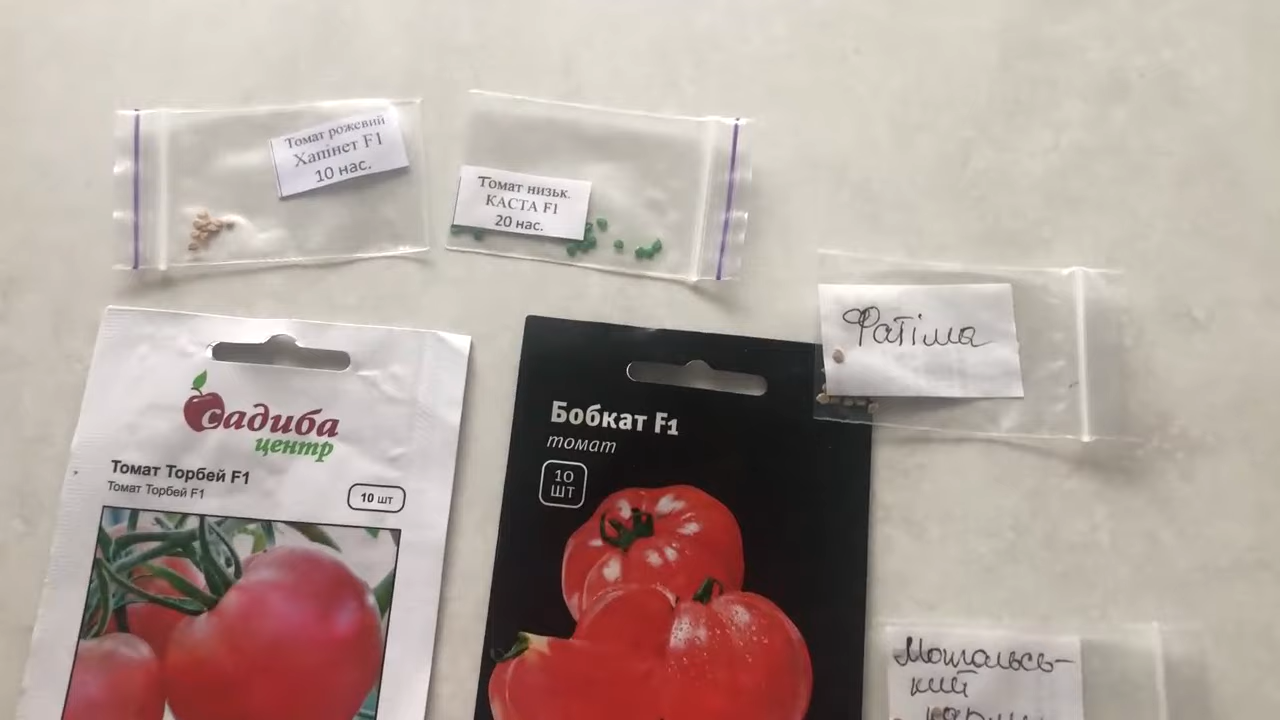 Томат рожевий
Хапінет F1
10 нас.
Томат низьк.
КАСТА F1
20 нас.
Фатіма
садиба
центр
Томат Торбей F1
Томат Торбей F1
10 шт
Бобкат F1
томат
10
ШТ
кий